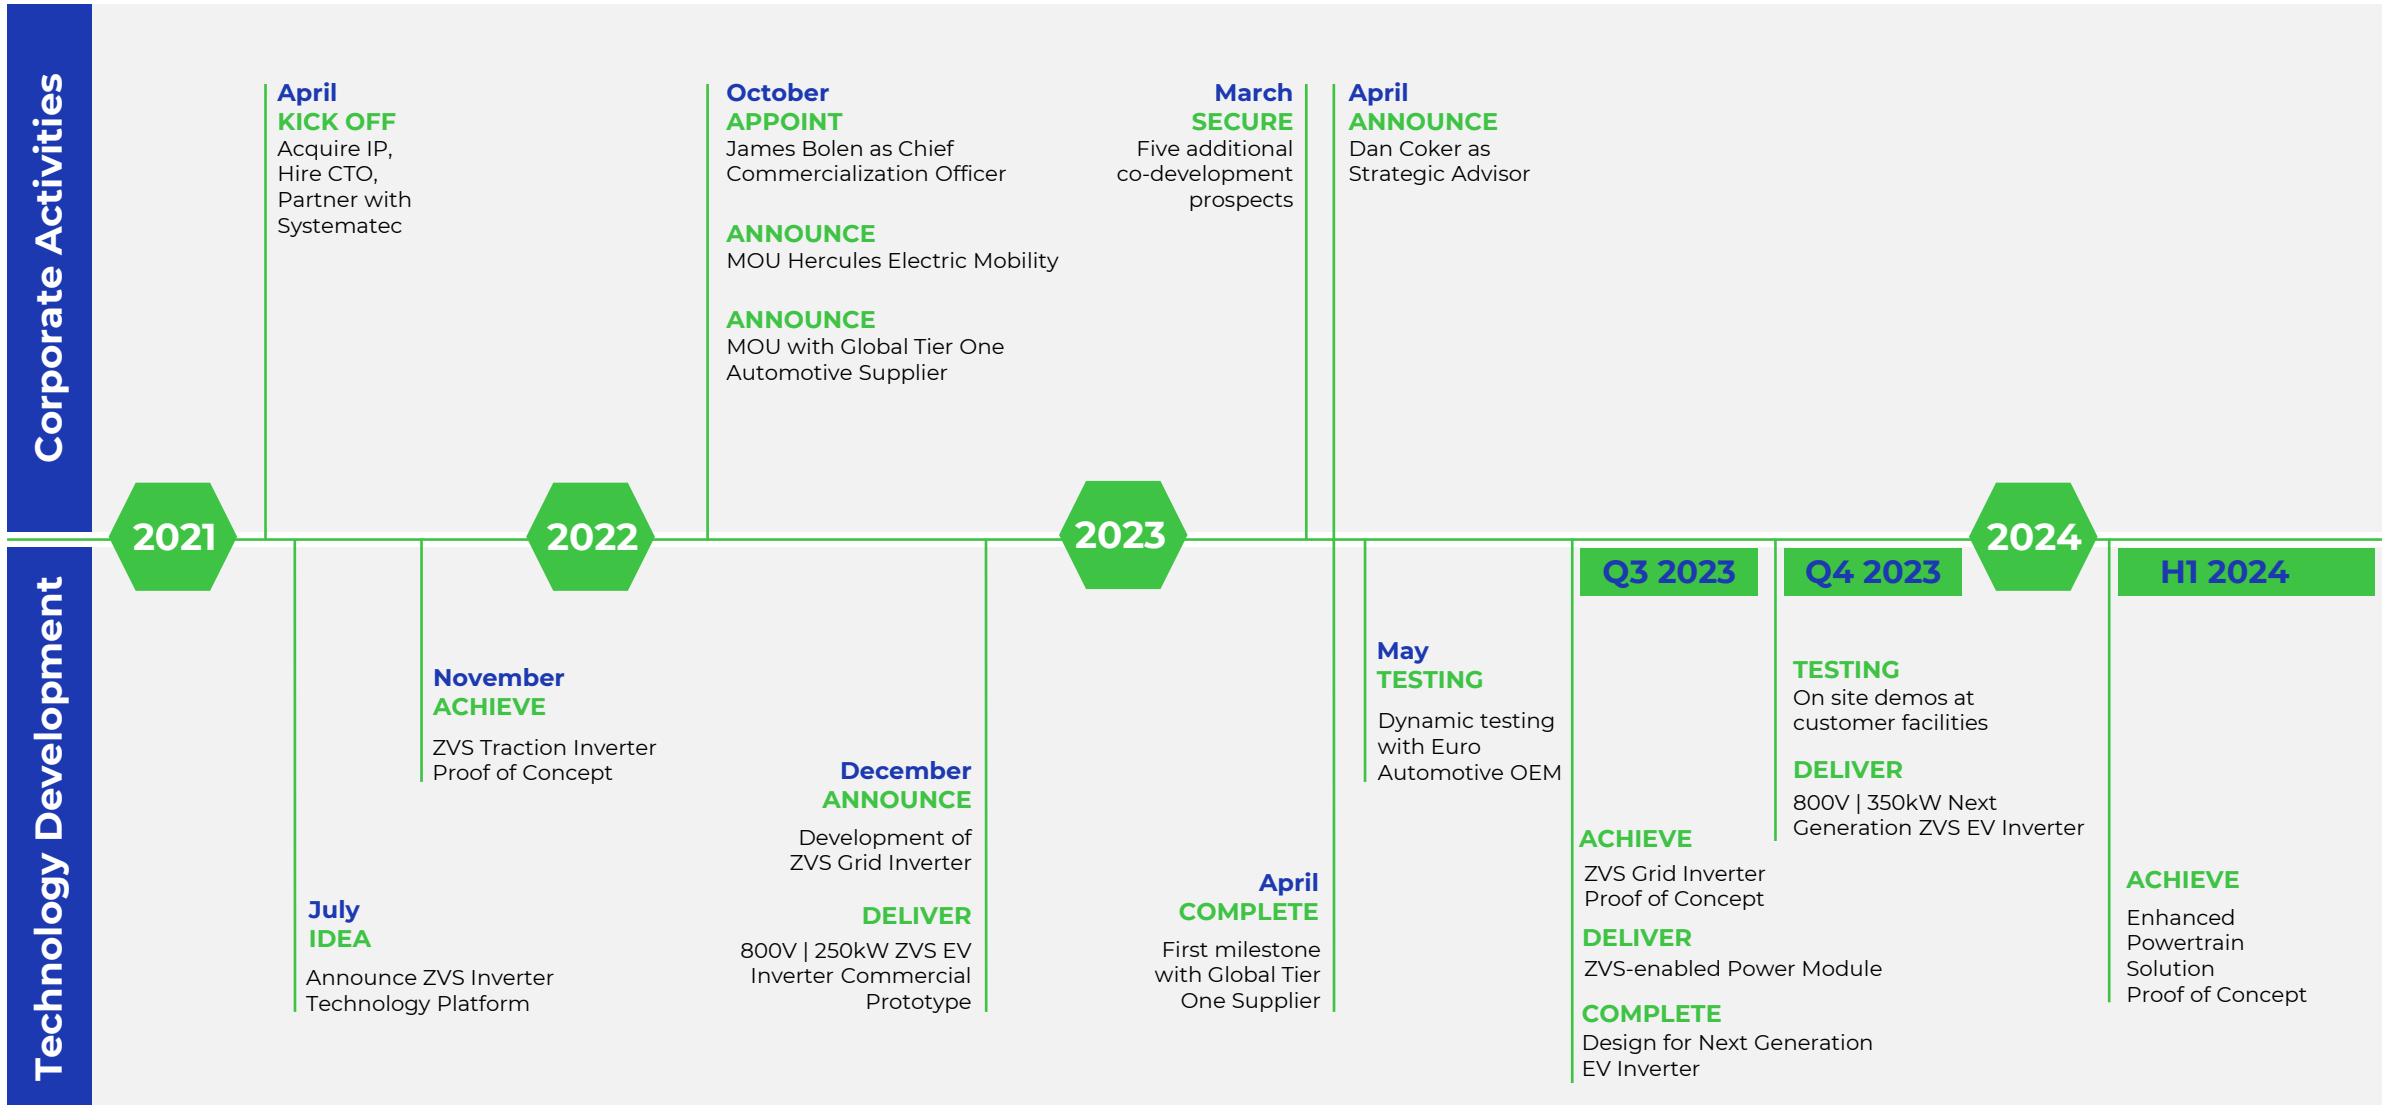 Corporate Activities
April
KICK OFF
Acquire IP,
Hire CTO,
Partner with
Systematec
October
APPOINT
James Bolen as Chief
Commercialization Officer
ANNOUNCE
MOU Hercules Electric Mobility
ANNOUNCE
MOU with Global Tier One
Automotive Supplier
March
SECURE
Five additional
co-development
prospects
April
ANNOUNCE
Dan Coker as
Strategic Advisor
2021
2022
2023
2024
Technology Development
July
IDEA
Announce ZVS Inverter
Technology Platform
November
ACHIEVE
ZVS Traction Inverter
Proof of Concept
December
ANNOUNCE
Development of
ZVS Grid Inverter
DELIVER
800V | 250kW ZVS EV
Inverter Commercial
Prototype
April
COMPLETE
First milestone
with Global Tier
One Supplier
May
TESTING
Dynamic testing
with Euro
Automotive OEM
Q3 2023
ACHIEVE
ZVS Grid Inverter
Proof of Concept
DELIVER
ZVS-enabled Power Module
COMPLETE
Design for Next Generation
EV Inverter
Q4 2023
TESTING
On site demos at
customer facilities
DELIVER
800V | 350kW Next
Generation ZVS EV Inverter
H1 2024
ACHIEVE
Enhanced
Powertrain
Solution
Proof of Concept